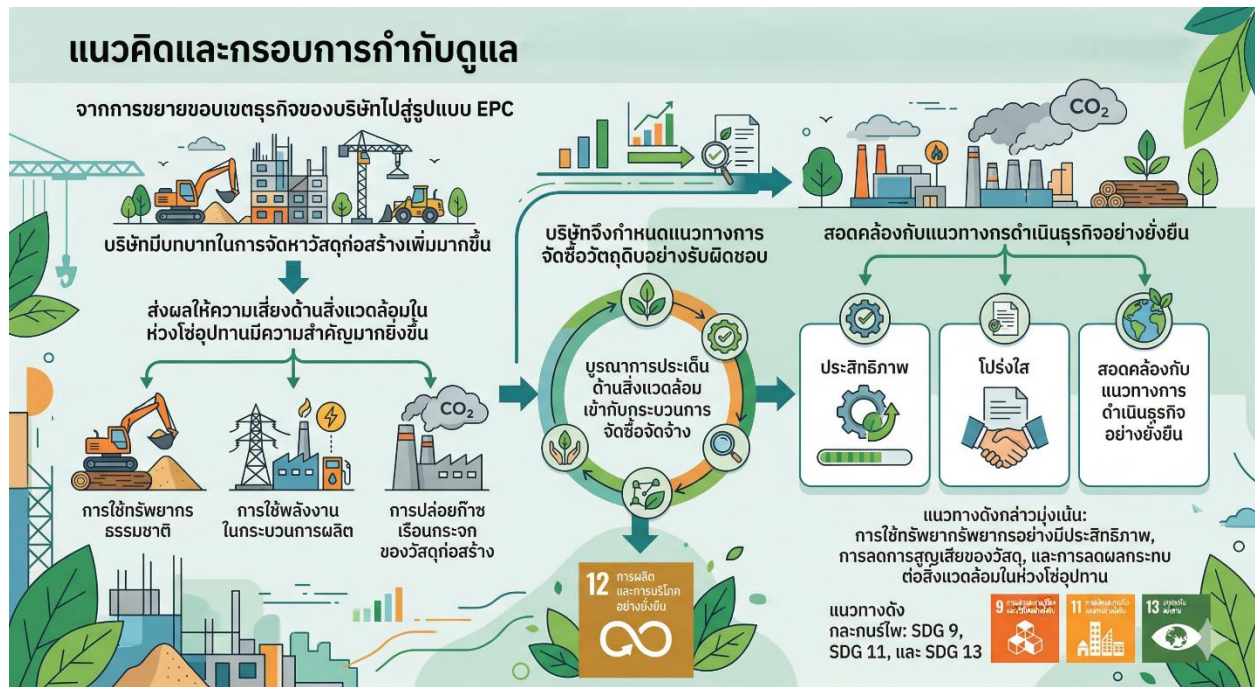 แนวคิดและกรอบการกำกับดูแล
จากการขยายขอบเขตธุรกิจของบริษัทไปสู่รูปแบบ EPC
บริษัทมีบทบาทในการจัดหาวัสดุก่อสร้างเพิ่มมากขึ้น
ส่งผลให้ความเสี่ยงด้านสิ่งแวดล้อมใน
ห่วงโซ่อุปทานมีความสำคัญมากยิ่งขึ้น
CO₂
การใช้ทรัพยากร
ธรรมชาติ
การใช้พลังงาน
ในกระบวนการผลิต
การปล่อยก๊าซ
เรือนกระจก
ของวัสดุก่อสร้าง
บริษัทจึงกำหนดแนวทางการ
จัดซื้อวัตถุดิบอย่างรับผิดชอบ
บูรณาการประเด็น
ด้านสิ่งแวดล้อม
เข้ากับกระบวนการ
จัดซื้อจัดจ้าง
12 การผลิต
และการบริโภค
อย่างยั่งยืน
CO₂
สอดคล้องกับแนวทางกรดำเนินธุรกิจอย่างยั่งยืน
ประสิทธิภาพ
โปร่งใส
สอดคล้องกับ
แนวทางการ
ดำเนินธุรกิจ
อย่างยั่งยืน
แนวทางดังกล่าวมุ่งเน้น:
การใช้ทรัพยากรัพยากรอย่างมีประสิทธิภาพ,
การลดการสูญเสียของวัสดุ, และการลดผลกระทบ
ต่อสิ่งแวดล้อมในห่วงโซ่อุปทาน
แนวทางดัง
กละกนร์ไพ: SDG 9,
SDG 11, และ SDG 13
9
11
13